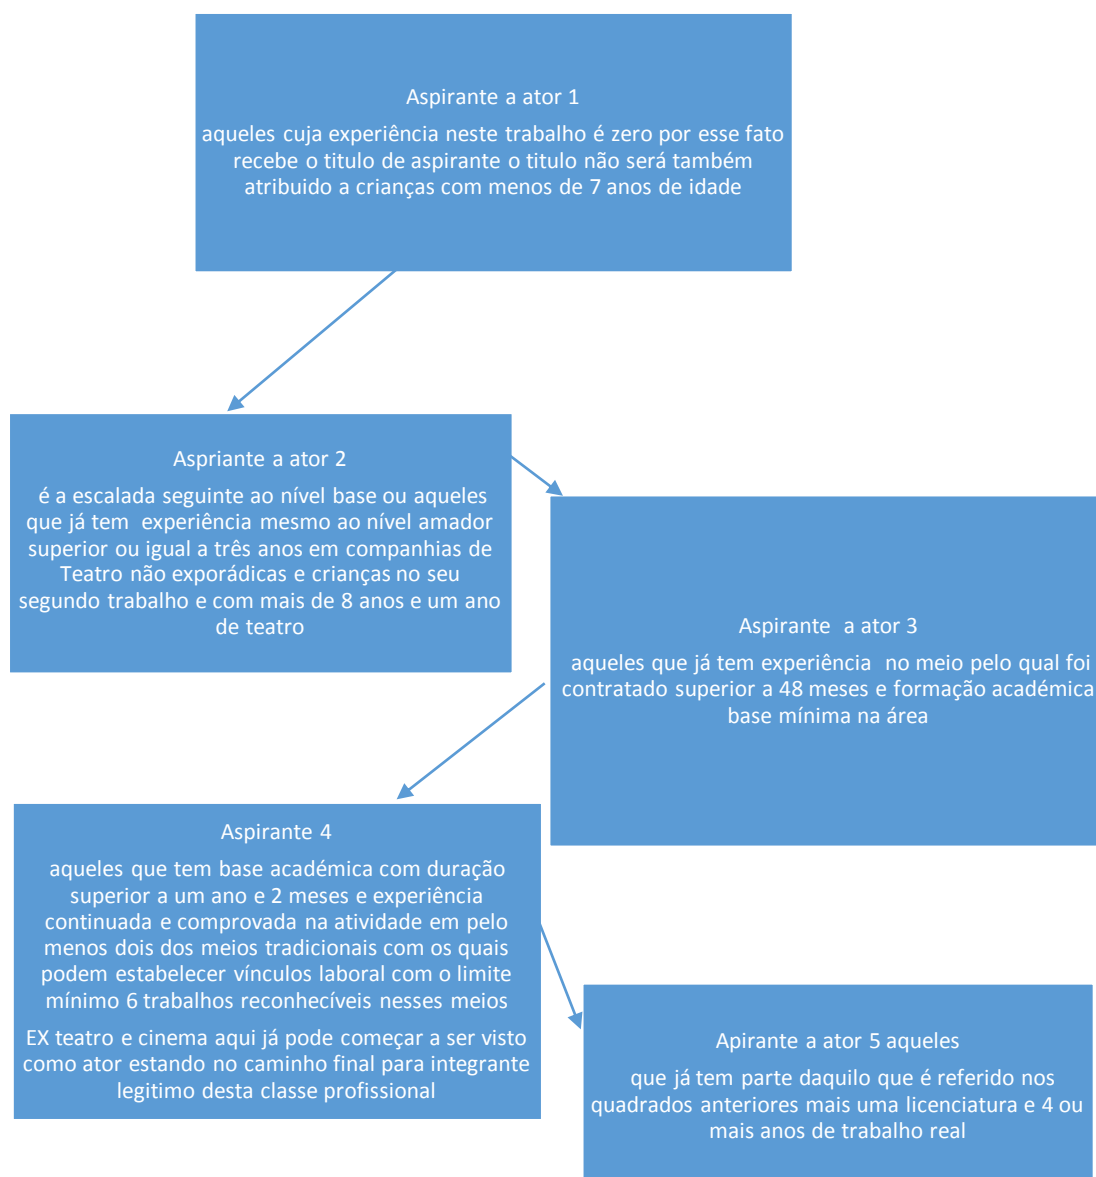 Aspirante a ator 1
aqueles cuja experiência neste trabalho é zero por esse fato
recebe o titulo de aspirante o titulo não será também
atribuido a crianças com menos de 7 anos de idade
Aspriante a ator 2
é a escalada seguinte ao nível base ou aqueles
que já tem experiência mesmo ao nível amador
superior ou igual a três anos em companhias de
Teatro não exporádicas e crianças no seu
segundo trabalho e com mais de 8 anos e um ano
de teatro
Aspirante a ator 3
aqueles que já tem experiência no meio pelo qual foi
contratado superior a 48 meses e formação académica
base mínima na área
Aspirante 4
aqueles que tem base académica com duração
superior a um ano e 2 meses e experiência
continuada e comprovada na atividade em pelo
menos dois dos meios tradicionais com os quais
podem estabelecer vínculos laboral com o limite
mínimo 6 trabalhos reconhecíveis nesses meios
EX teatro e cinema aqui já pode começar a ser visto
como ator estando no caminho final para integrante
legitimo desta classe profissional
Apirante a ator 5 aqueles
que já tem parte daquilo que é referido nos
quadrados anteriores mais uma licenciatura e 4 ou
mais anos de trabalho real